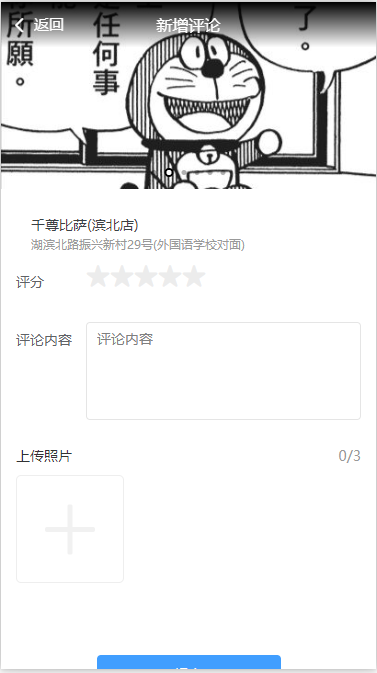 返回
新增评论
任何事
所願。
了。
千尊比萨(滨北店)
湖滨北路振兴新村29号(外国语学校对面)
评分
评论内容
评论内容
上传照片
0/3